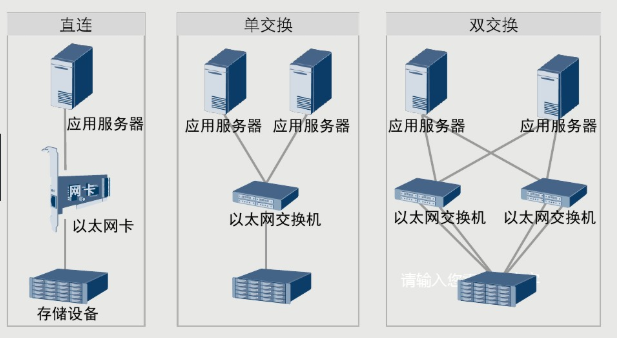 直连
单交换
双交换
应用服务器
应用服务器 应用服务器
应用服务器 应用服务器
网卡
以太网卡
以太网交换机
以太网交换机 以太网交换机
存储设备
请输入您